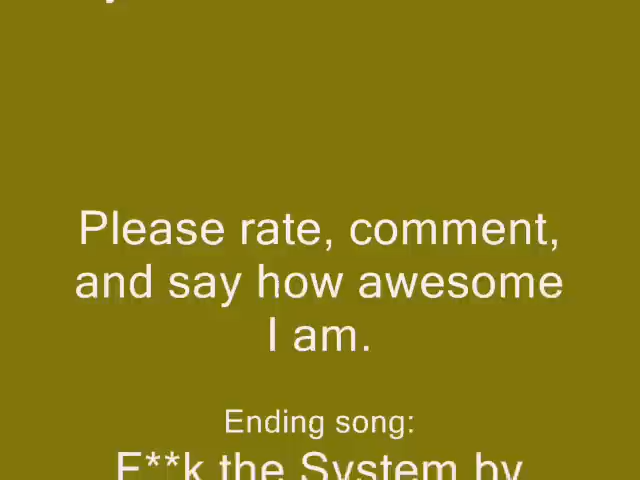 Please rate, comment,
and say how awesome
I am.
Ending song:
F**k the System by